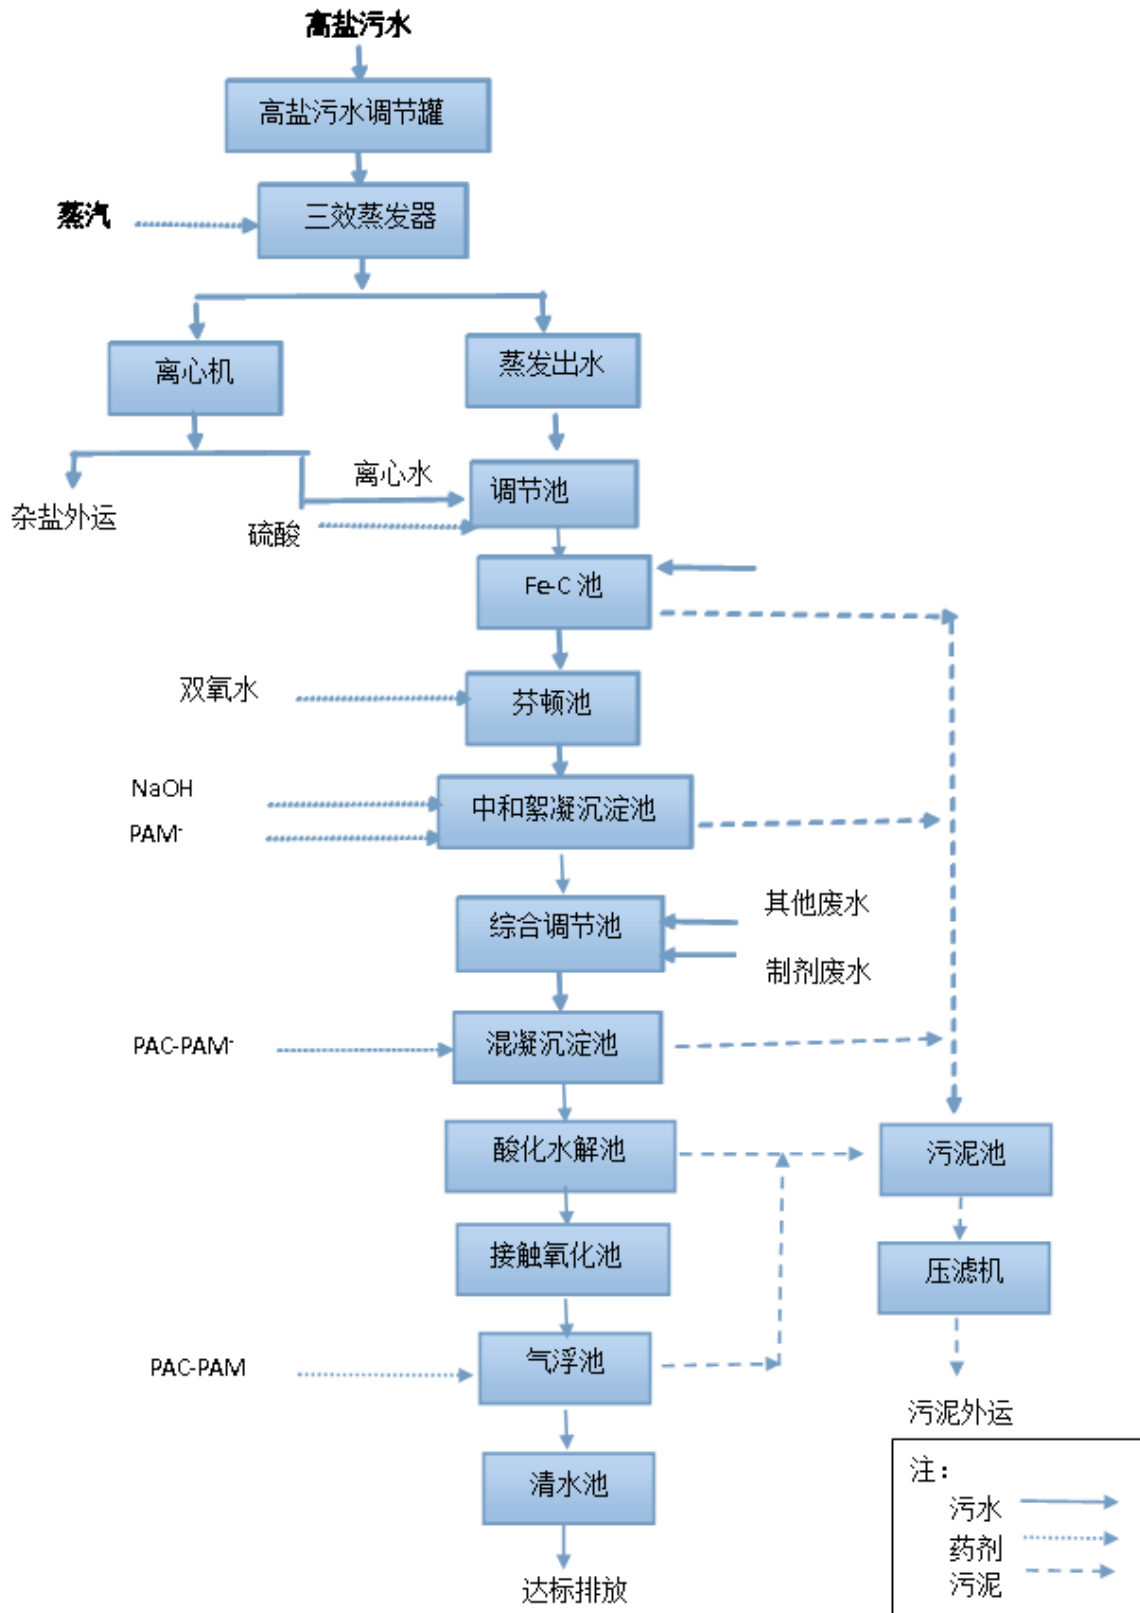 高盐污水
高盐污水调节罐
蒸汽
三效蒸发器
离心机
蒸发出水
杂盐外运
离心水
调节池
硫酸
Fe-C 池
双氧水
芬顿池
NaOH
PAM-
中和絮凝沉淀池
综合调节池
其他废水
制剂废水
PAC-PAM-
混凝沉淀池
酸化水解池
污泥池
接触氧化池
压滤机
PAC-PAM
气浮池
污泥外运
清水池
达标排放
注：
污水
药剂
污泥